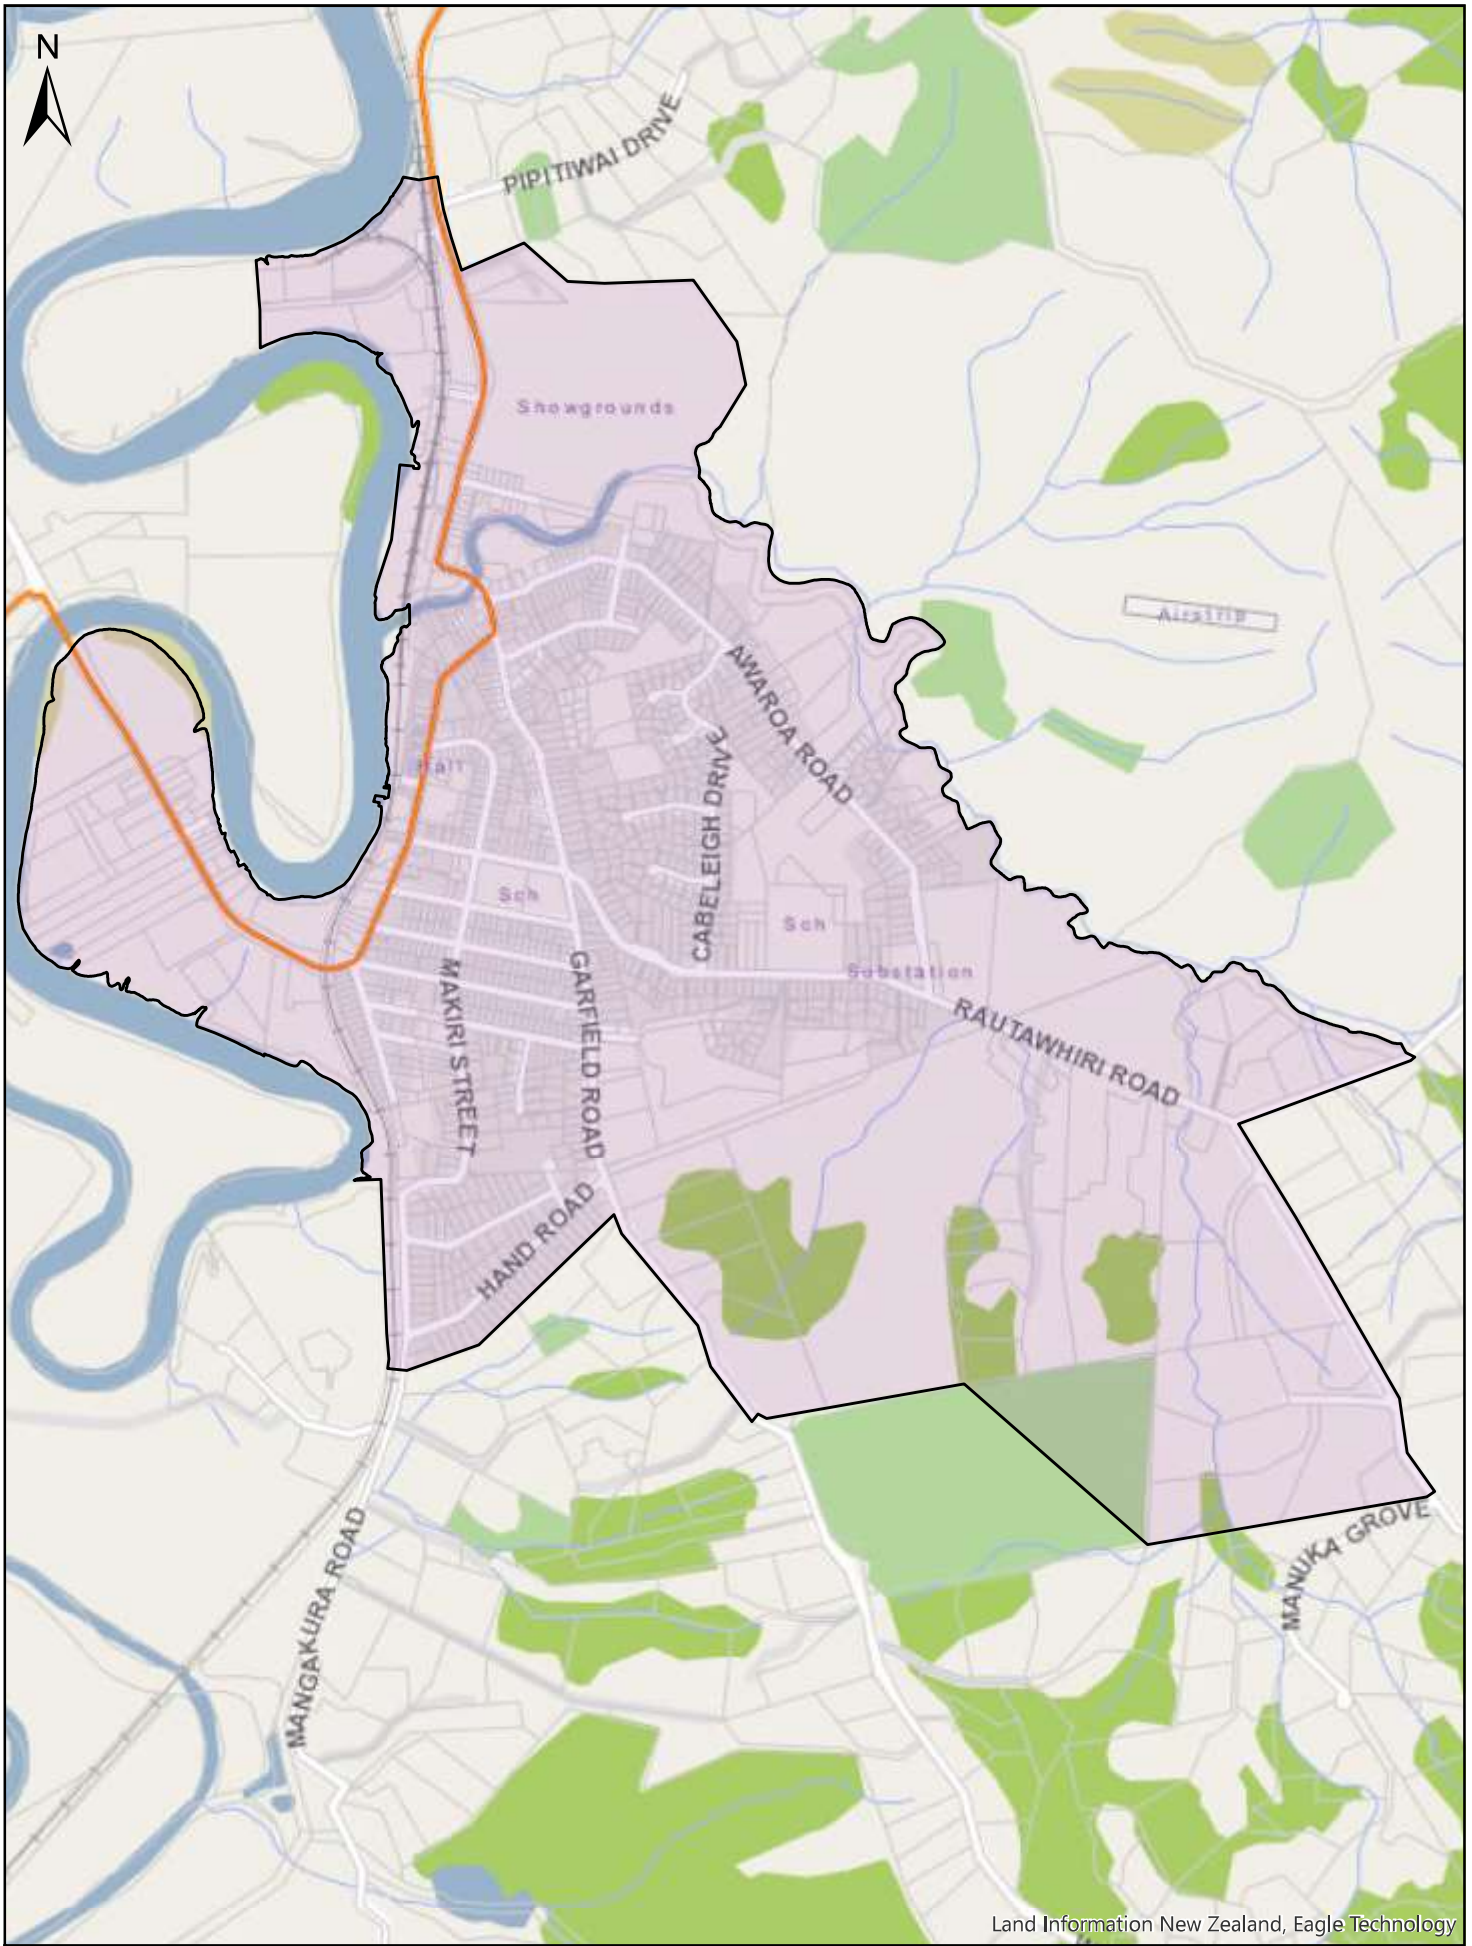 N
PIPITIWAI DRIVE
Showgrounds
Airstrip
AWAROA ROAD
CABELEIGH DRIVE
Hall
Sch
Sch
Substation
MAKIRI STREET
GARFIELD ROAD
RAUTAWHIRI ROAD
HAND ROAD
MANGAKURA ROAD
MANUKA GROVE
Land Information New Zealand, Eagle Technology